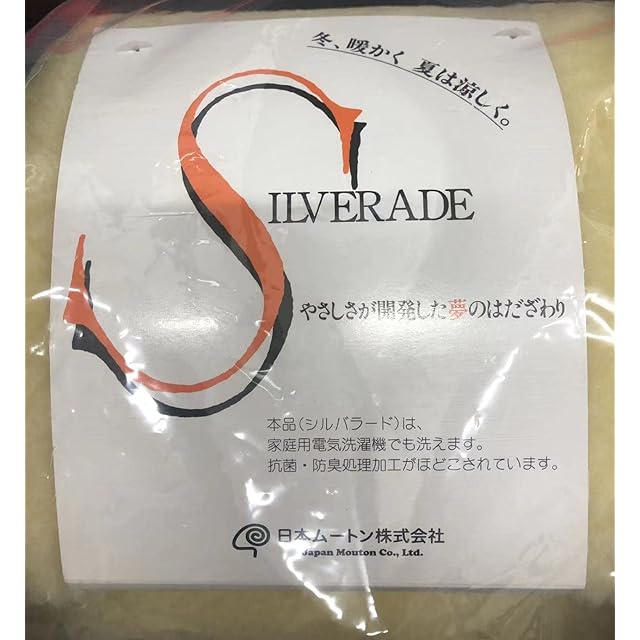 冬、暖かく 夏は涼しく。
SILVERADE
やさしさが開発した夢のはだざわり
本品(シルバラード)は、
家庭用電気洗濯機でも洗えます。
抗菌・防臭処理加工がほどこされています。
日本ムートン株式会社
Japan Mouton Co., Ltd.